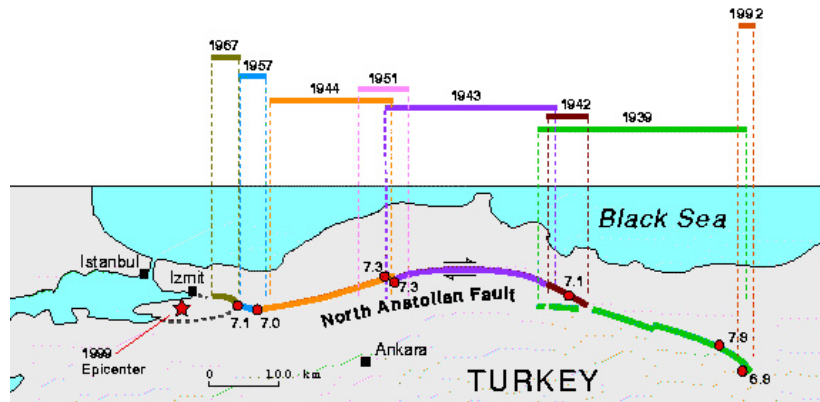 1992
1967
1957
1944
1951
1943
1942
1939
Black Sea
Istanbul
Izmit
7.3
7.3
7.1
North Anatolian Fault
7.1
7.0
7.9
6.8
1999
Epicenter
0
100 km
Ankara
TURKEY